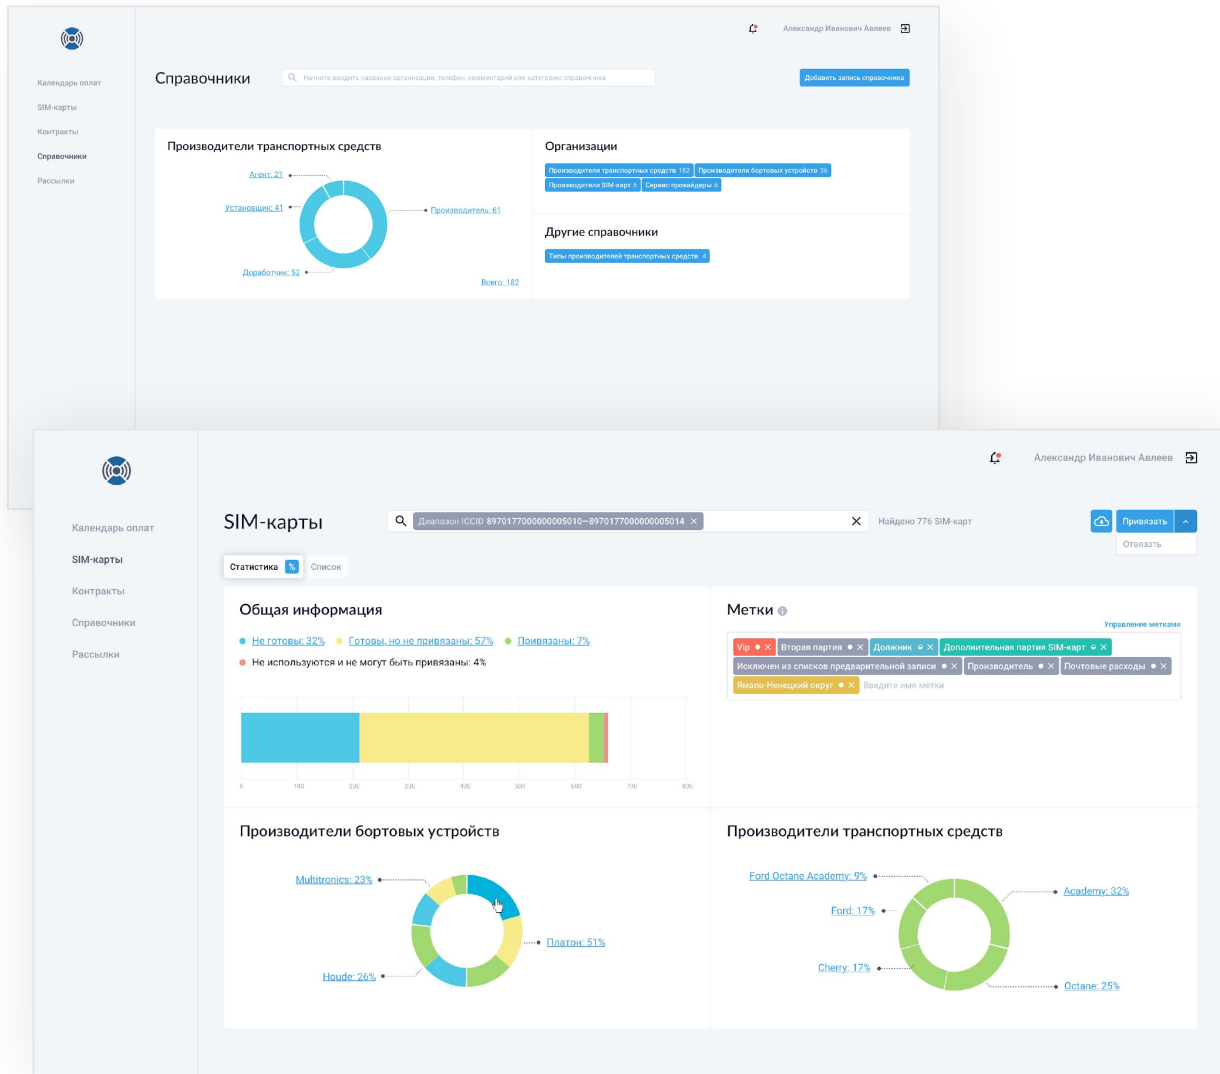 Александр Иванович Авлеев
Календарь оплат
SIM-карты
Контракты
Справочники
Рассылки
Справочники
Начните вводить название организации, телефон, комментарий или категорию справочника
Добавить запись справочника
Производители транспортных средств
Агент: 21
Установщик: 41
Производитель: 61
Доработчик: 52
Всего: 182
Организации
Производители транспортных средств 182
Производители бортовых устройств 36
Производители SIM-карт 6
Сервис-провайдеры 6
Другие справочники
Типы производителей транспортных средств 4
Александр Иванович Авлеев
Календарь оплат
SIM-карты
Контракты
Справочники
Рассылки
SIM-карты
Диапазон ICCID 8970177000000005010—8970177000000005014 ×
Найдено 776 SIM-карт
Привязать
Отвязать
Статистика %
Список
Общая информация
Не готовы: 32%
Готовы, но не привязаны: 57%
Привязаны: 7%
Не используются и не могут быть привязаны: 4%
0 100 200 300 400 500 600 700 800
Метки
Управление метками
Vip
Вторая партия
Должник
Дополнительная партия SIM-карт
Исключен из списков предварительной записи
Производитель
Почтовые расходы
Ямало-Ненецкий округ
Введите имя метки
Производители бортовых устройств
Multitronics: 23%
Платон: 51%
Houde: 26%
Производители транспортных средств
Ford Octane Academy: 9%
Academy: 32%
Ford: 17%
Cherry: 17%
Octane: 25%